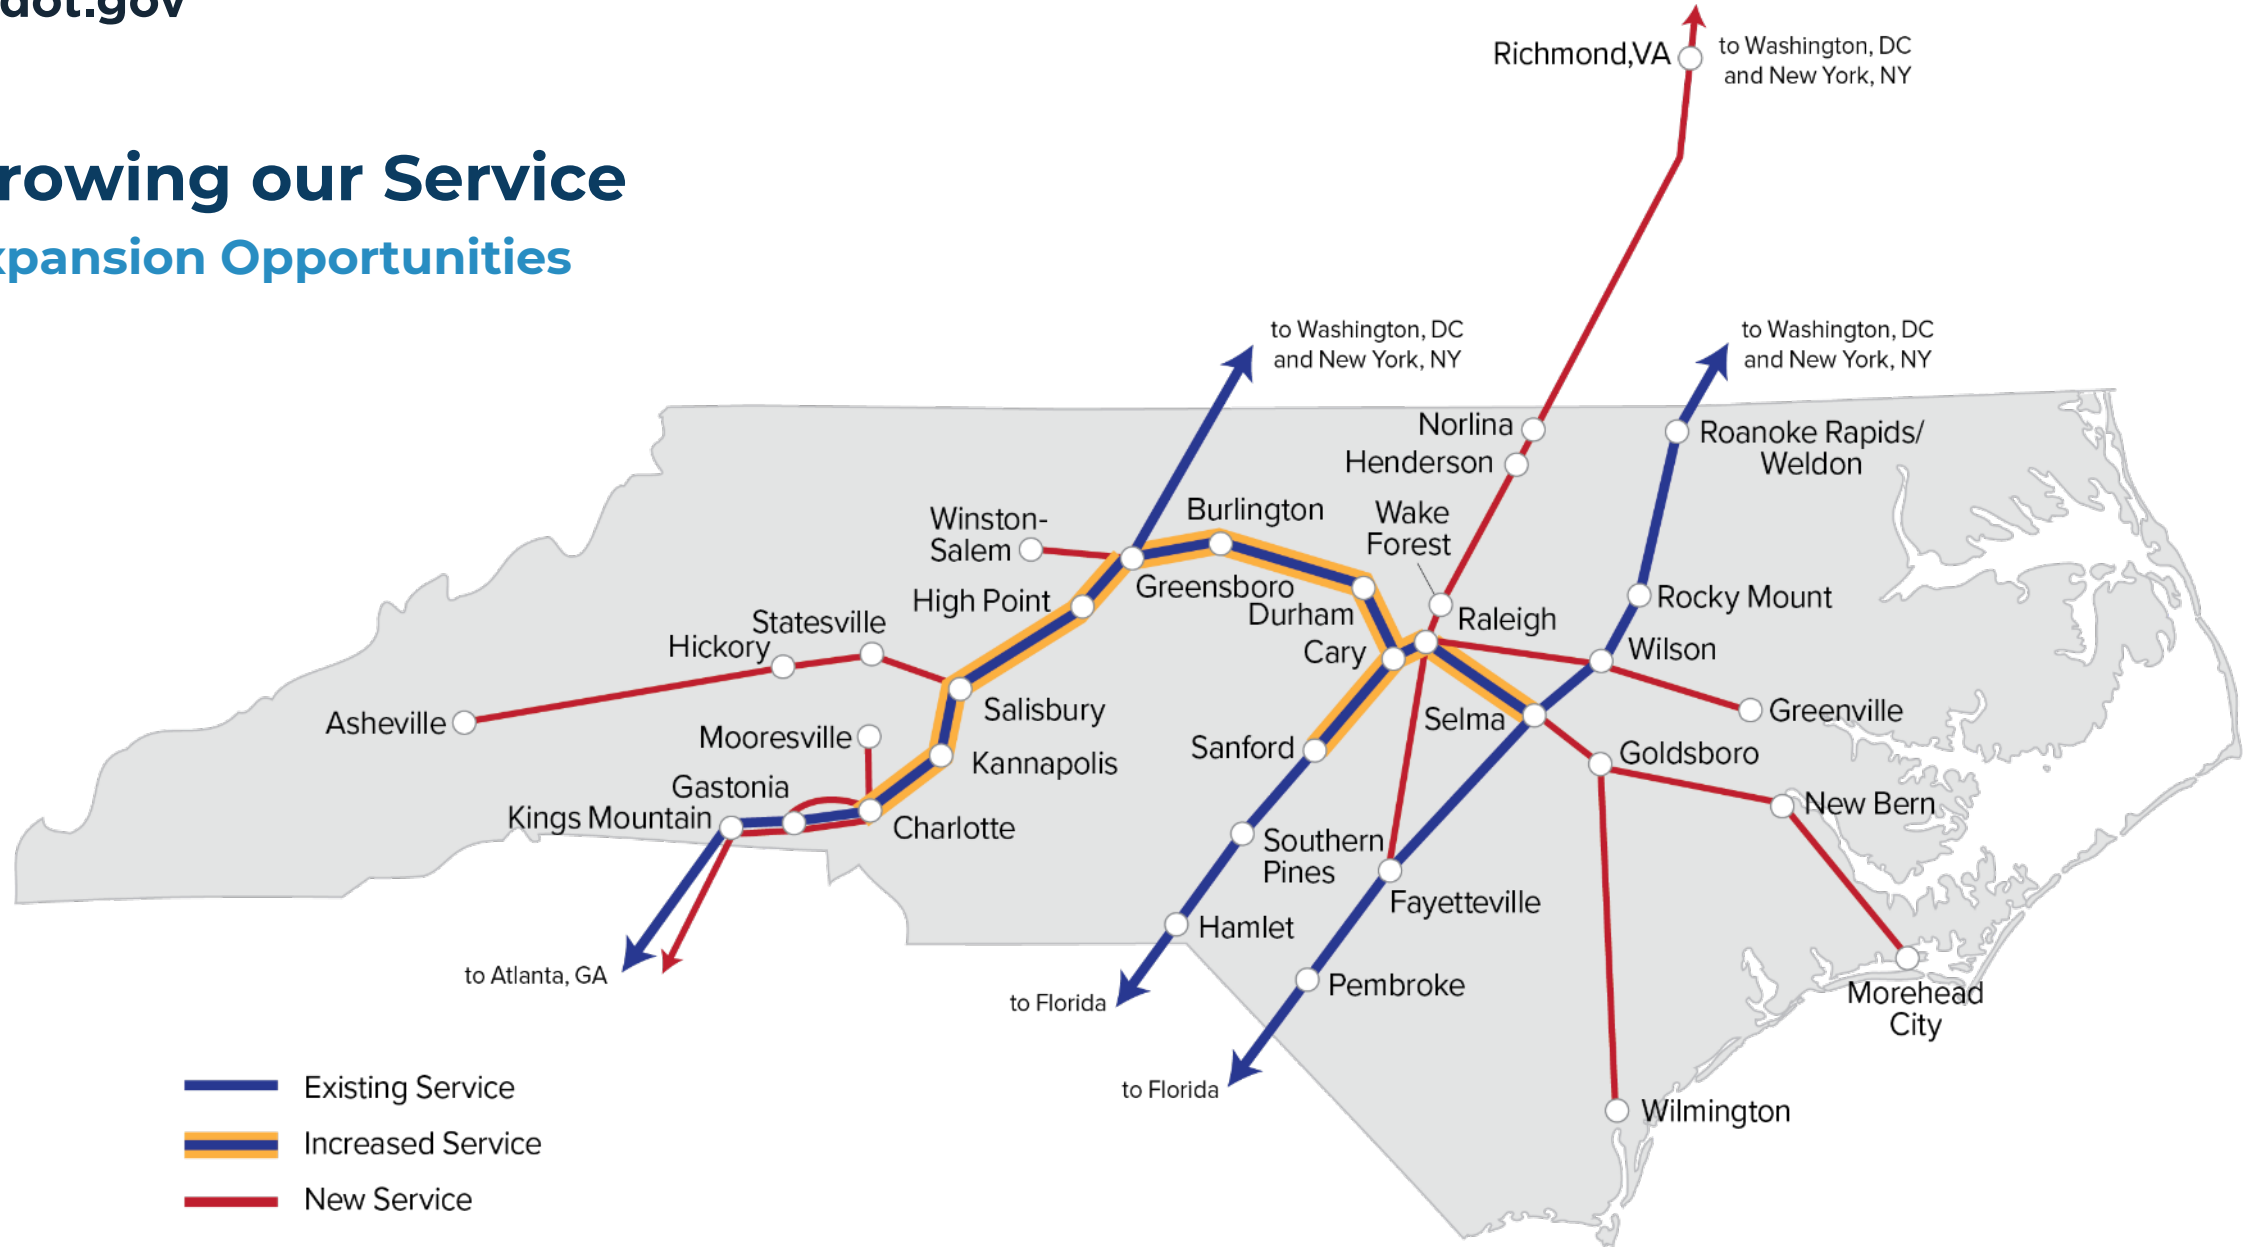 dot.gov
rowing our Service
xpansion Opportunities
Richmond,VA
to Washington, DC
and New York, NY
to Washington, DC
and New York, NY
to Washington, DC
and New York, NY
Norlina
Henderson
Roanoke Rapids/
Weldon
Wake
Forest
Winston-
Salem
Burlington
Greensboro
High Point
Durham
Cary
Raleigh
Rocky Mount
Wilson
Greenville
Statesville
Hickory
Asheville
Salisbury
Mooresville
Kannapolis
Gastonia
Kings Mountain
Charlotte
Selma
Sanford
Goldsboro
New Bern
Southern
Pines
Fayetteville
Hamlet
Pembroke
Morehead
City
Wilmington
to Atlanta, GA
to Florida
to Florida
Existing Service
Increased Service
New Service